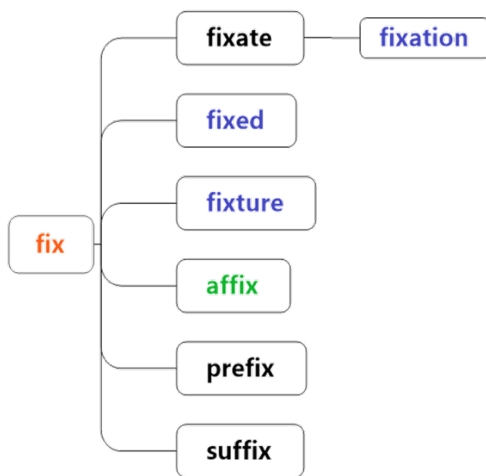 fixate
fixation
fixed
fixture
fix
affix
prefix
suffix